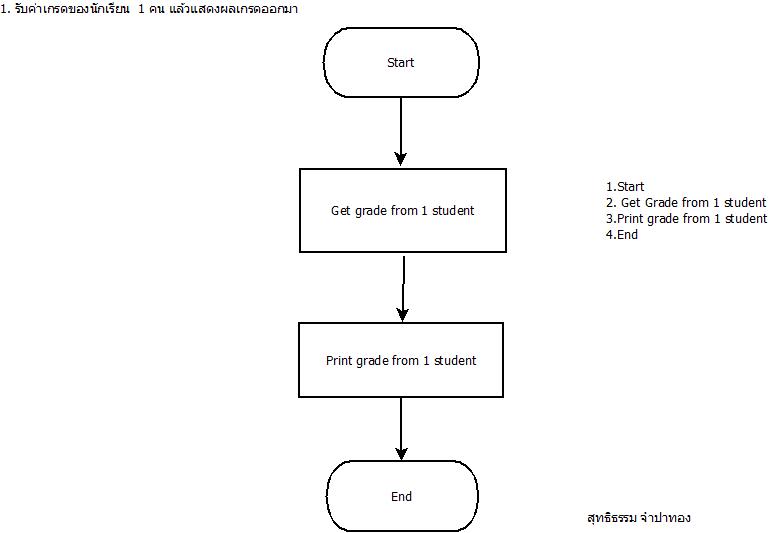 1. รับค่าเกรดของนักเรียน 1 คน แล้วแสดงผลเกรดออกมา
Start
Get grade from 1 student
1.Start
2. Get Grade from 1 student
3.Print grade from 1 student
4.End
Print grade from 1 student
End
สุทธิธรรม จำปาทอง